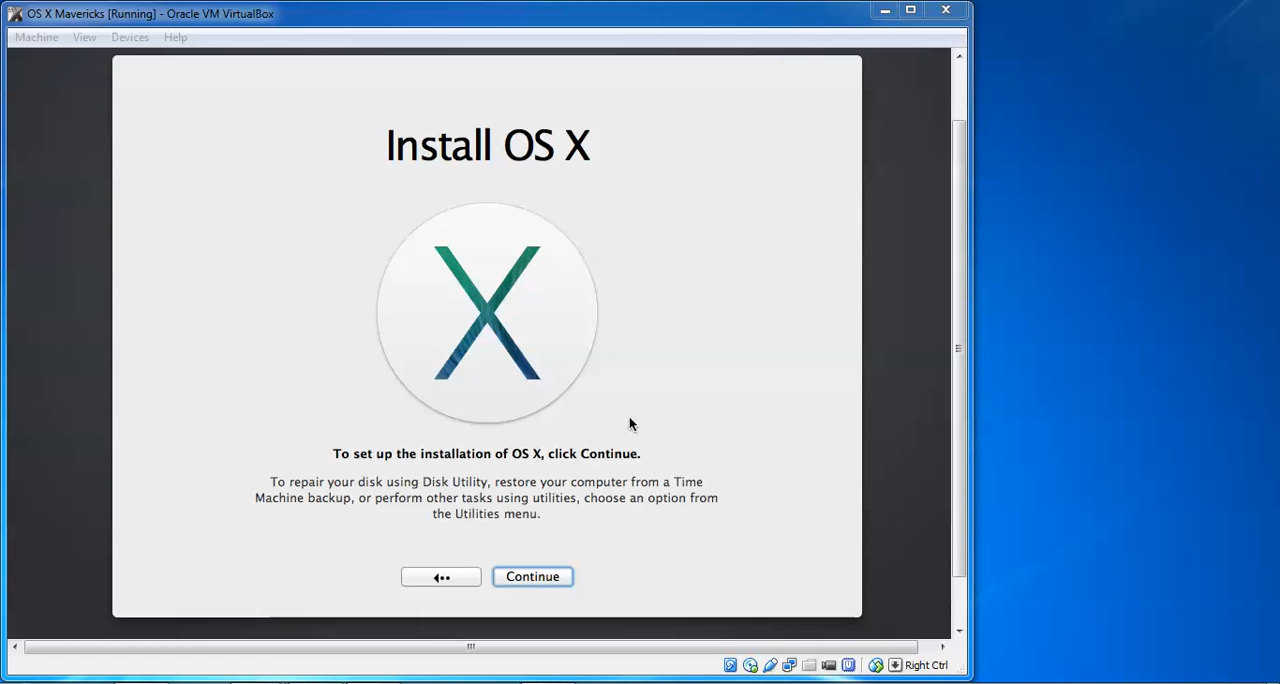 OS X Mavericks [Running] - Oracle VM VirtualBox
Machine View Devices Help
Install OS X
To set up the installation of OS X, click Continue.
To repair your disk using Disk Utility, restore your computer from a Time
Machine backup, or perform other tasks using utilities, choose an option from
the Utilities menu.
Continue
Right Ctrl